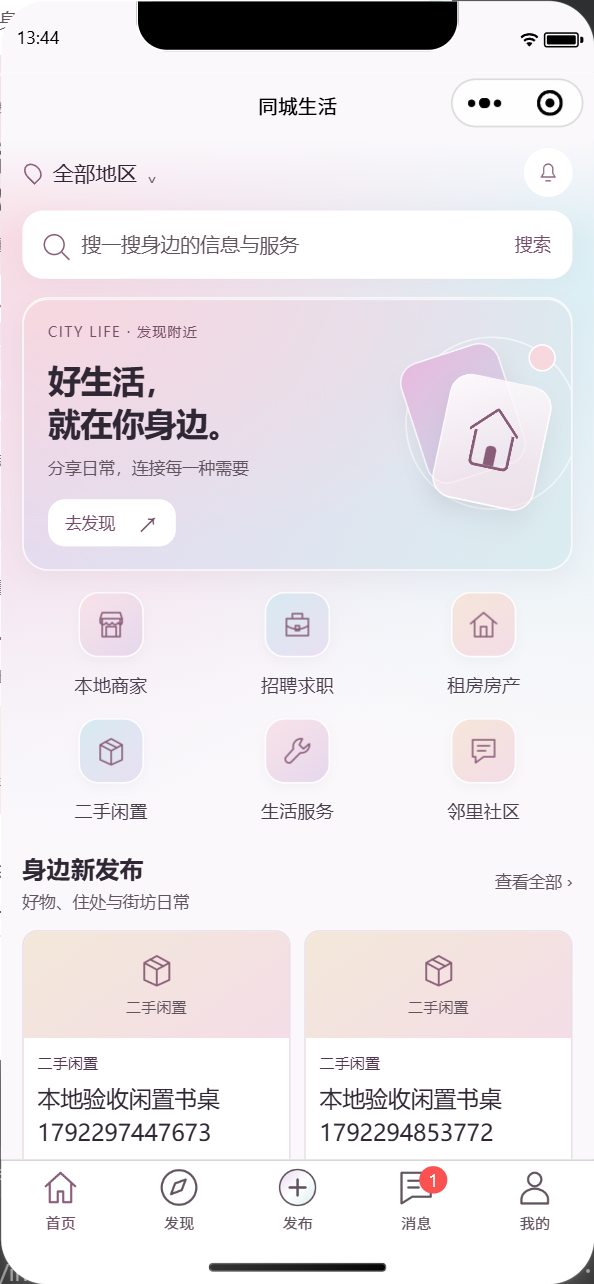 13:44
同城生活
全部地区
搜一搜身边的信息与服务
搜索
CITY LIFE · 发现附近
好生活，
就在你身边。
分享日常，连接每一种需要
去发现 ↗
本地商家
招聘求职
租房房产
二手闲置
生活服务
邻里社区
身边新发布
查看全部 ›
好物、住处与街坊日常
二手闲置
二手闲置
本地验收闲置书桌
1792297447673
二手闲置
二手闲置
本地验收闲置书桌
1792294853772
首页
发现
发布
1
消息
我的